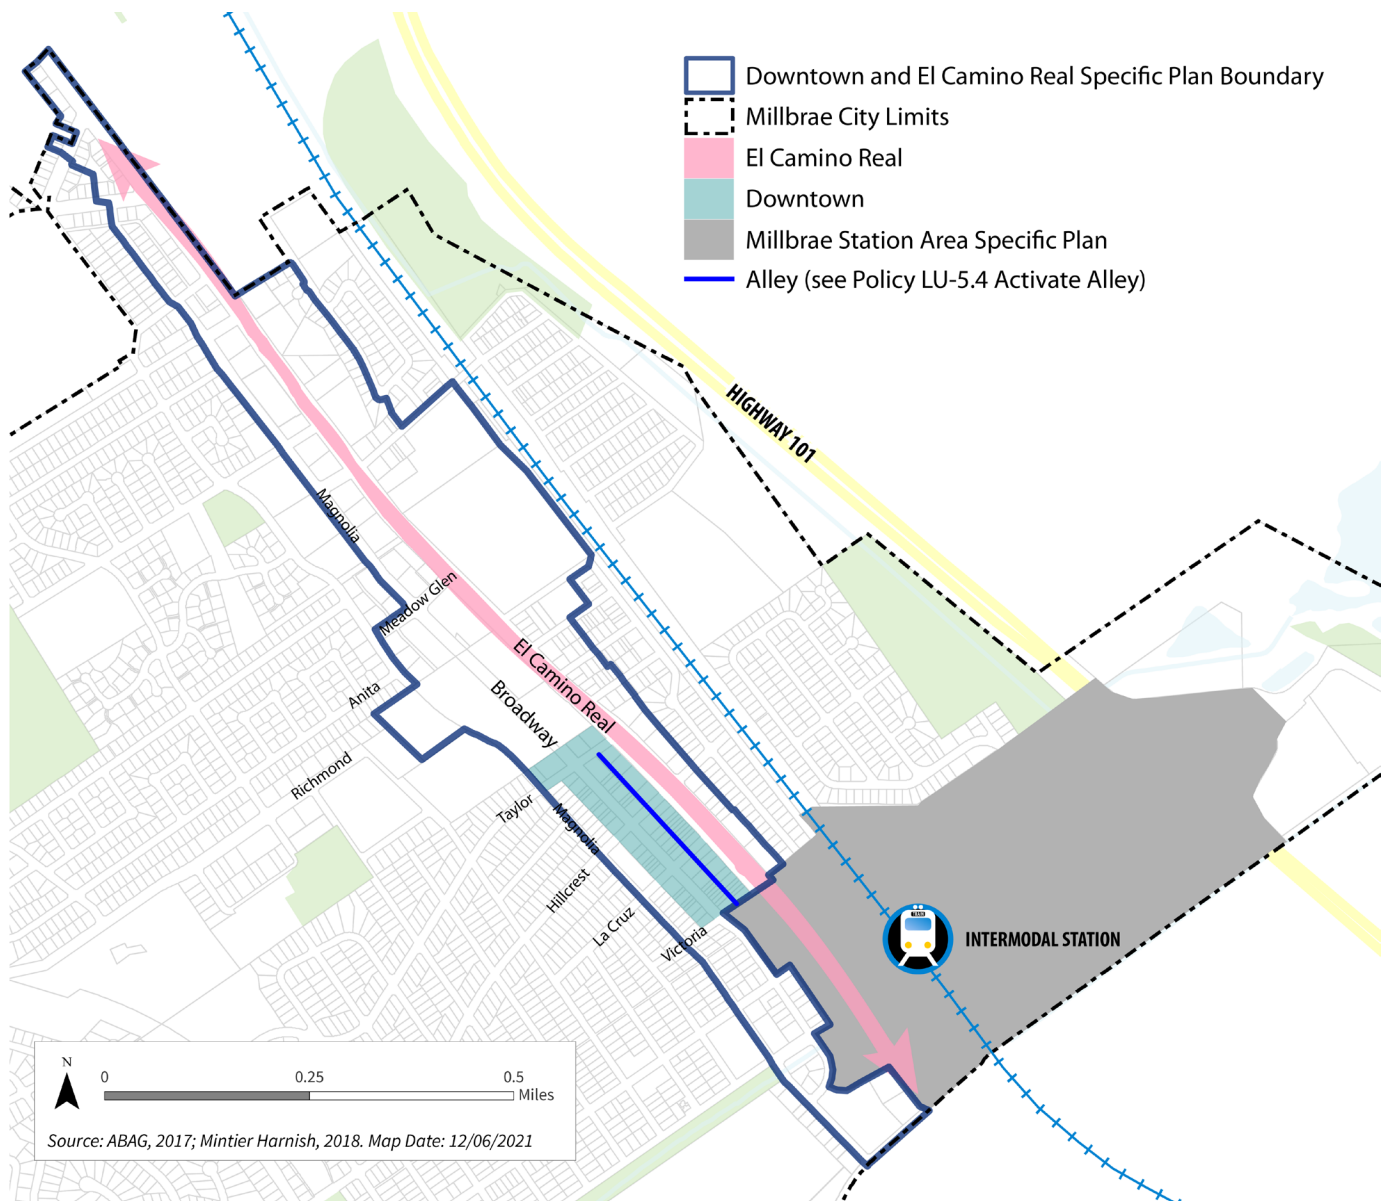 Downtown and El Camino Real Specific Plan Boundary
Millbrae City Limits
El Camino Real
Downtown
Millbrae Station Area Specific Plan
Alley (see Policy LU-5.4 Activate Alley)
HIGHWAY 101
Magnolia
Meadow Glen
El Camino Real
Anita
Broadway
Richmond
Taylor
Magnolia
Hillcrest
La Cruz
Victoria
TRAIN
INTERMODAL STATION
N
0 0.25 0.5
Miles
Source: ABAG, 2017; Mintier Harnish, 2018. Map Date: 12/06/2021